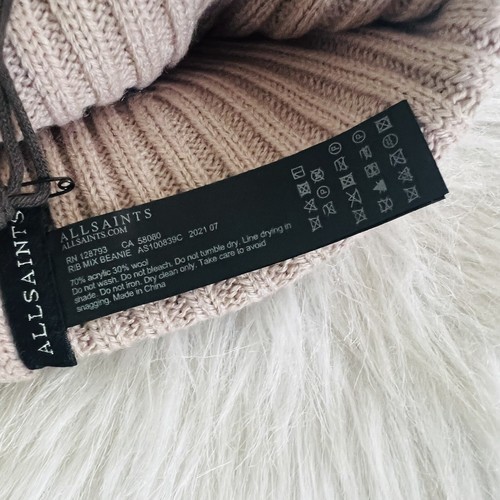 ALLSAINTS
ALLSAINTS
ALLSAINTS.COM
RN 128793 CA 58080
RIB MIX BEANIE AS100839C 2021 07
70% acrylic 30% wool
Do not wash. Do not bleach. Do not tumble dry. Line drying in
shade. Do not iron. Dry clean only. Take care to avoid
snagging. Made in China